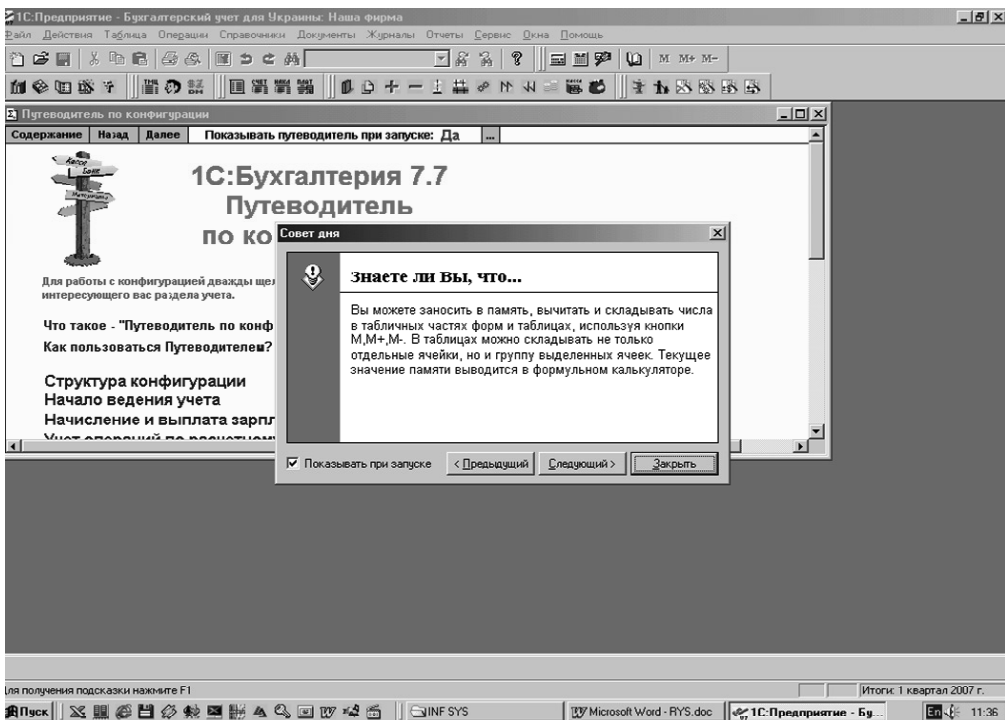 1С:Предприятие - Бухгалтерский учет для Украины: Наша Фирма
Файл Действия Таблица Операции Справочники Документы Журналы Отчеты Сервис Окна Помощь
M M+ M-
Путеводитель по конфигурации
Содержание Назад Далее Показывать путеводитель при запуске: Да ...
Касса
Банк
1С:Бухгалтерия 7.7
Путеводитель
по ко
Для работы с конфигурацией дважды щел
интересующего вас раздела учета.
Что такое - "Путеводитель по конф
Как пользоваться Путеводителем?
Структура конфигурации
Начало ведения учета
Начисление и выплата зарпл
Учет операций по расчетному
Совет дня
Знаете ли Вы, что...
Вы можете заносить в память, вычитать и складывать числа
в табличных частях форм и таблицах, используя кнопки
М,М+,М-. В таблицах можно складывать не только
отдельные ячейки, но и группу выделенных ячеек. Текущее
значение памяти выводится в формульном калькуляторе.
Показывать при запуске < Предыдущий Следующий > Закрыть
Для получения подсказки нажмите F1
Итоги: 1 квартал 2007 г.
Пуск INF SYS Microsoft Word - RYS.doc 1С:Предприятие - Бу... En 11:36